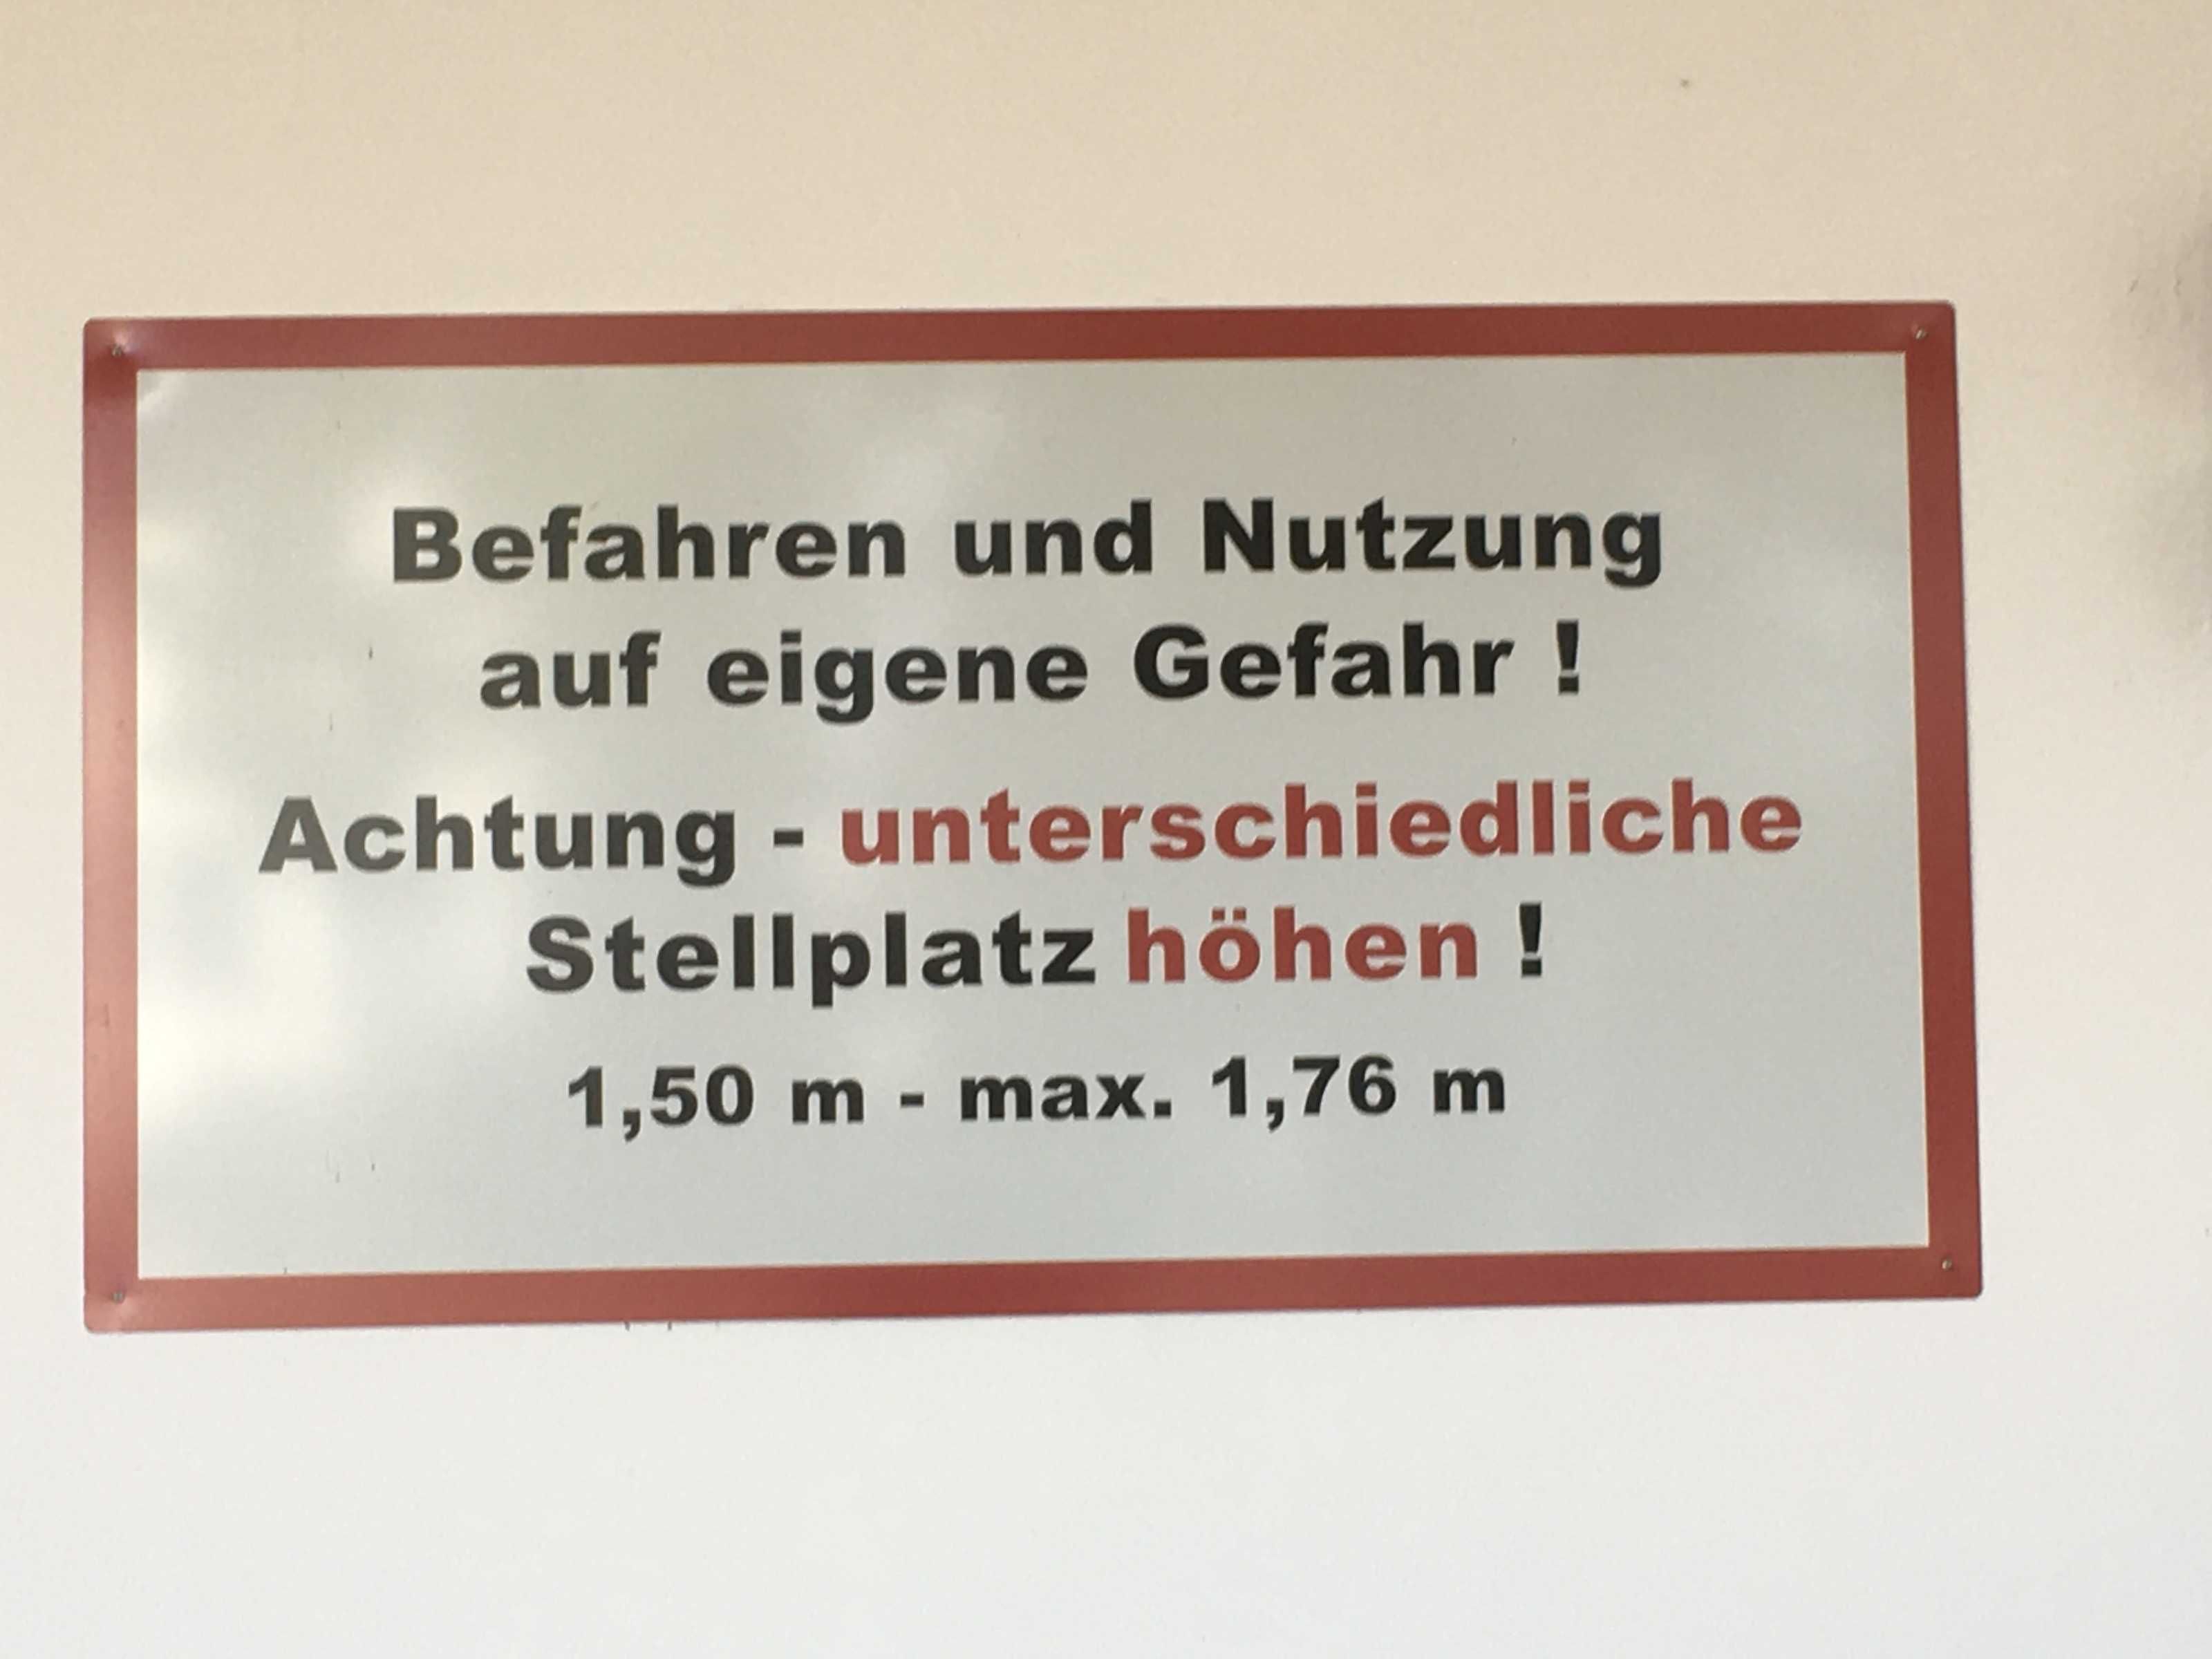 Befahren und Nutzung
auf eigene Gefahr !
Achtung - unterschiedliche
Stellplatz höhen !
1,50 m - max. 1,76 m